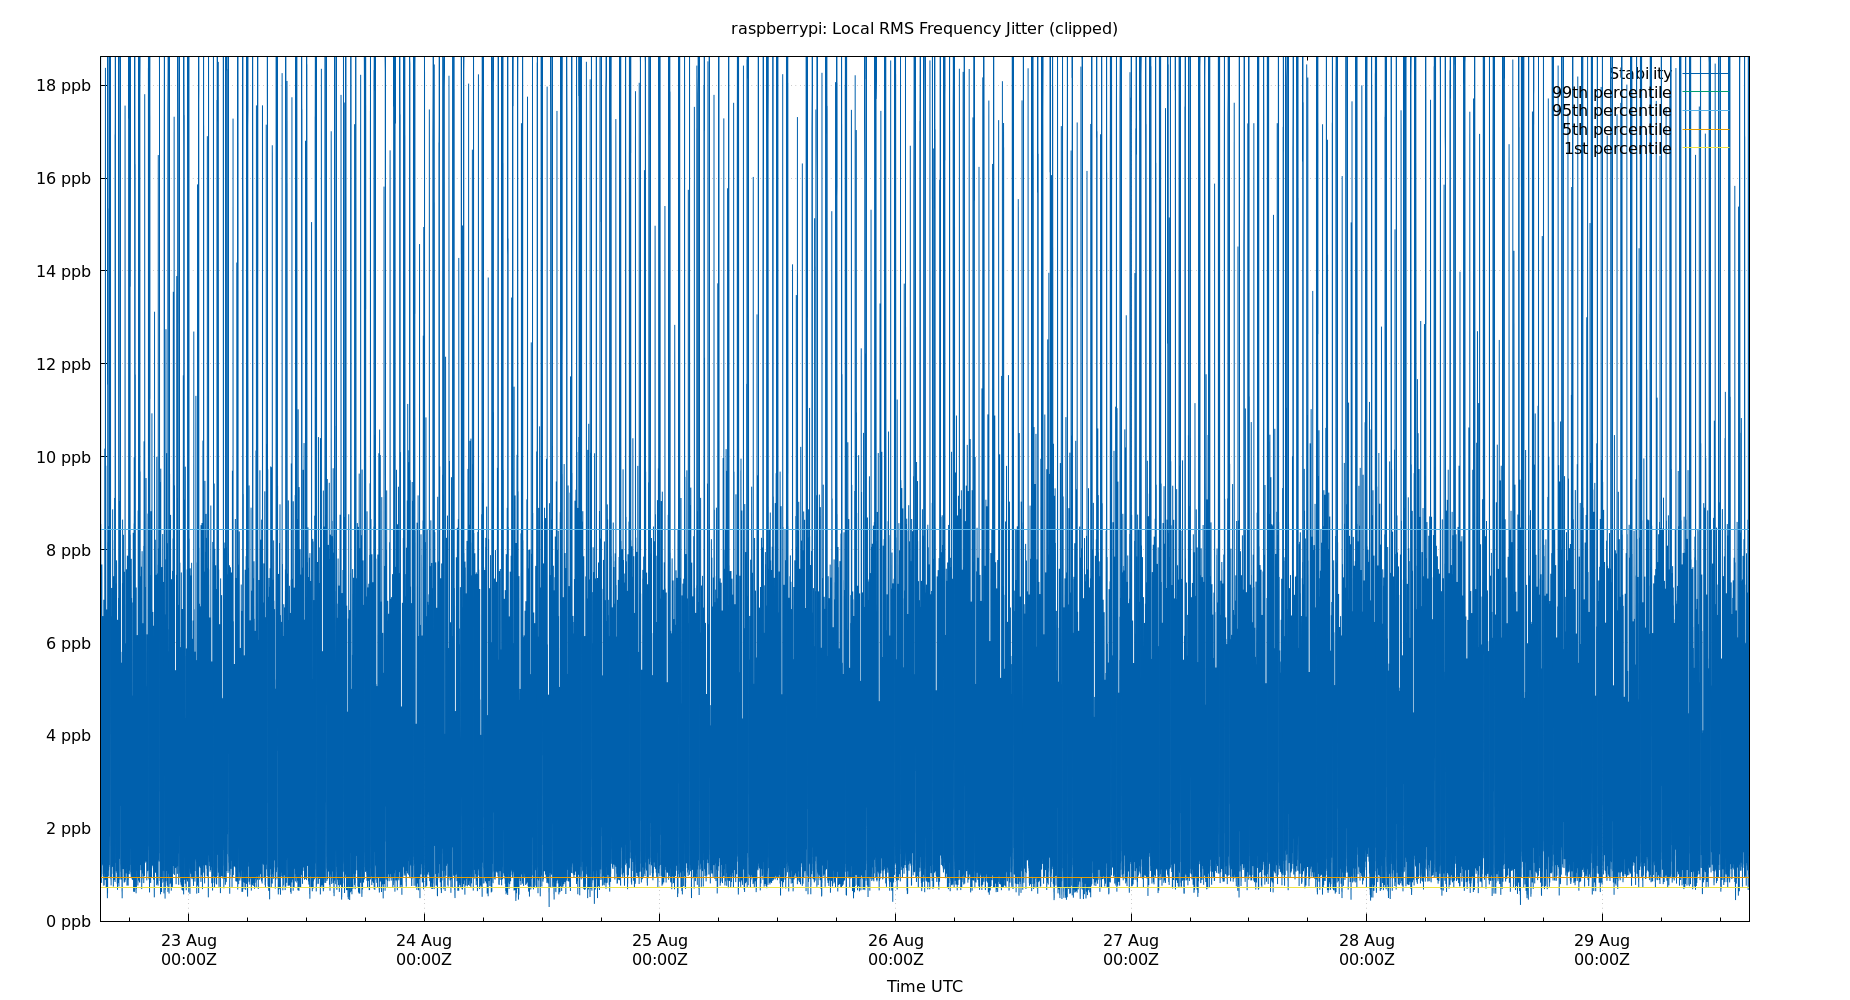 raspberrypi: Local RMS Frequency Jitter (clipped)
18 ppb
16 ppb
14 ppb
12 ppb
10 ppb
8 ppb
6 ppb
4 ppb
2 ppb
0 ppb
Stability
99th percentile
95th percentile
5th percentile
1st percentile
23 Aug
00:00Z
24 Aug
00:00Z
25 Aug
00:00Z
26 Aug
00:00Z
27 Aug
00:00Z
28 Aug
00:00Z
29 Aug
00:00Z
Time UTC